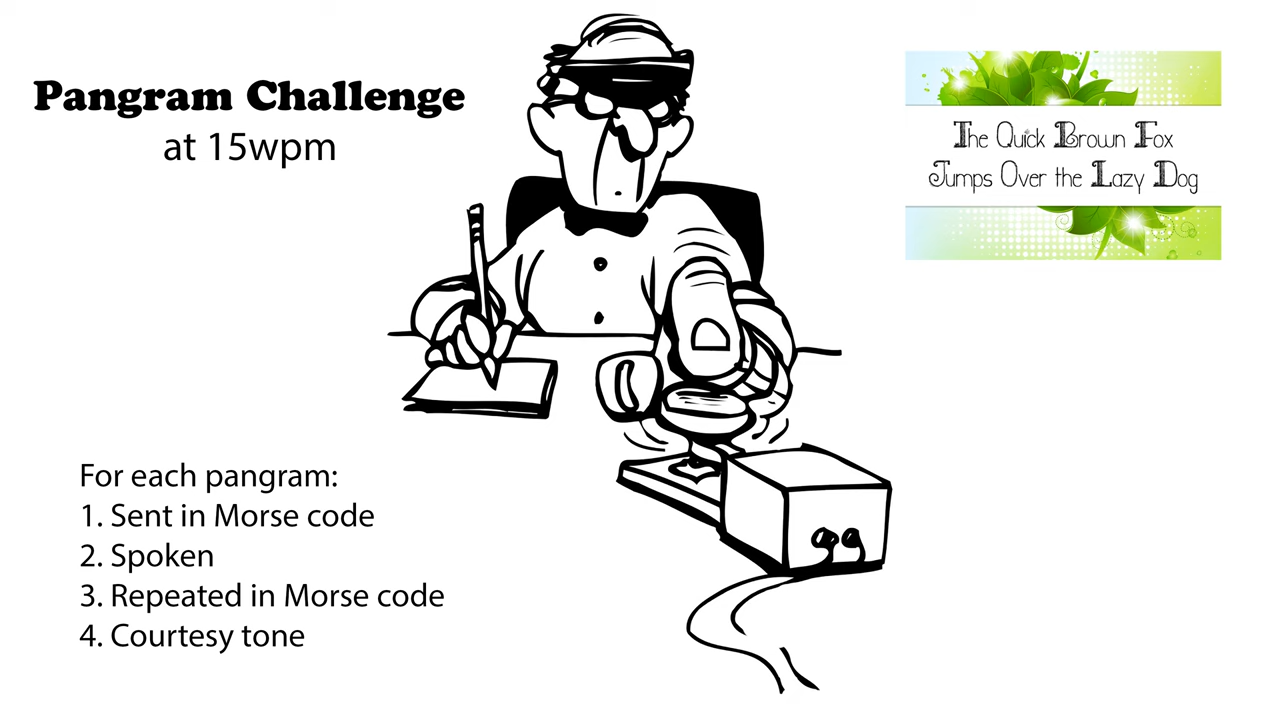 Pangram Challenge
at 15wpm
The Quick Brown Fox
Jumps Over the Lazy Dog
For each pangram:
1. Sent in Morse code
2. Spoken
3. Repeated in Morse code
4. Courtesy tone